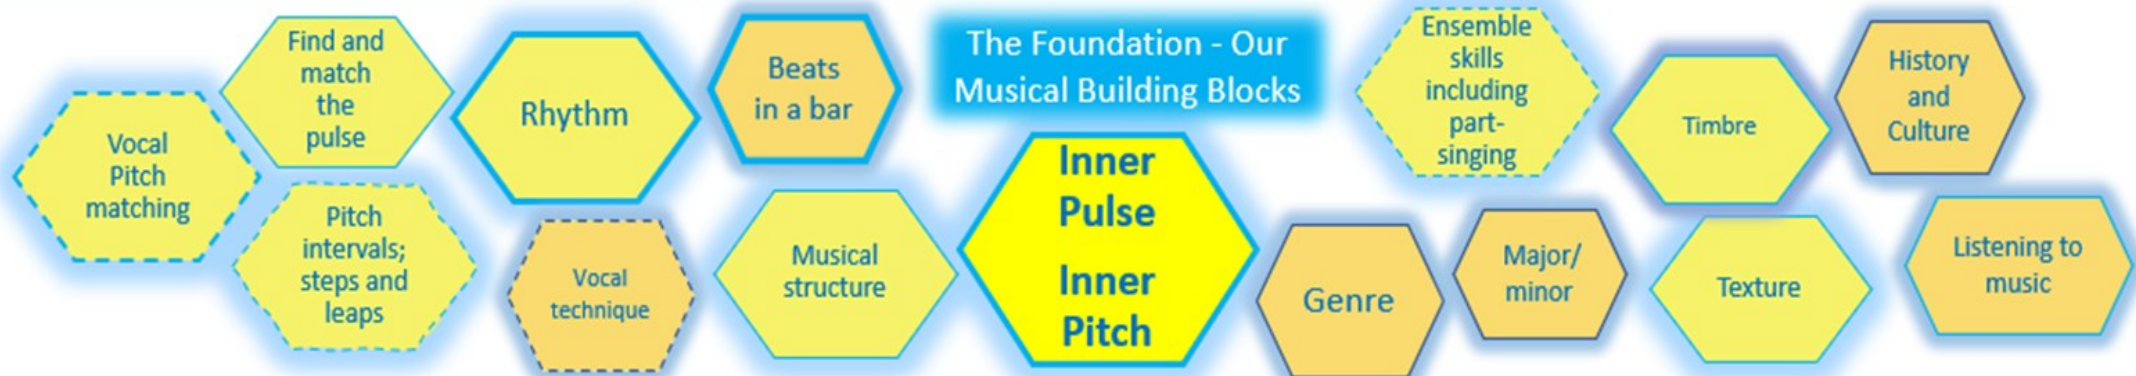 Vocal
Pitch
matching
Find and
match
the
pulse
Pitch
intervals;
steps and
leaps
Rhythm
Vocal
technique
Beats
in a bar
Musical
structure
The Foundation - Our
Musical Building Blocks
Inner
Pulse
Inner
Pitch
Genre
Ensemble
skills
including
part-
singing
Major/
minor
Timbre
Texture
History
and
Culture
Listening to
music